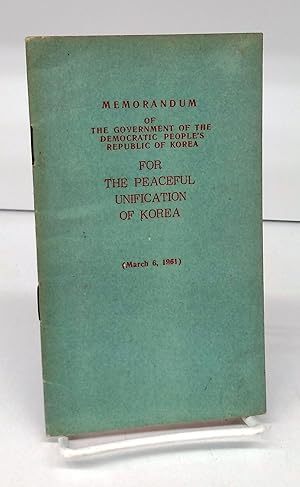 MEMORANDUM
OF
THE GOVERNMENT OF THE
DEMOCRATIC PEOPLE'S
REPUBLIC OF KOREA
FOR
THE PEACEFUL
UNIFICATION
OF KOREA
(March 6, 1961)